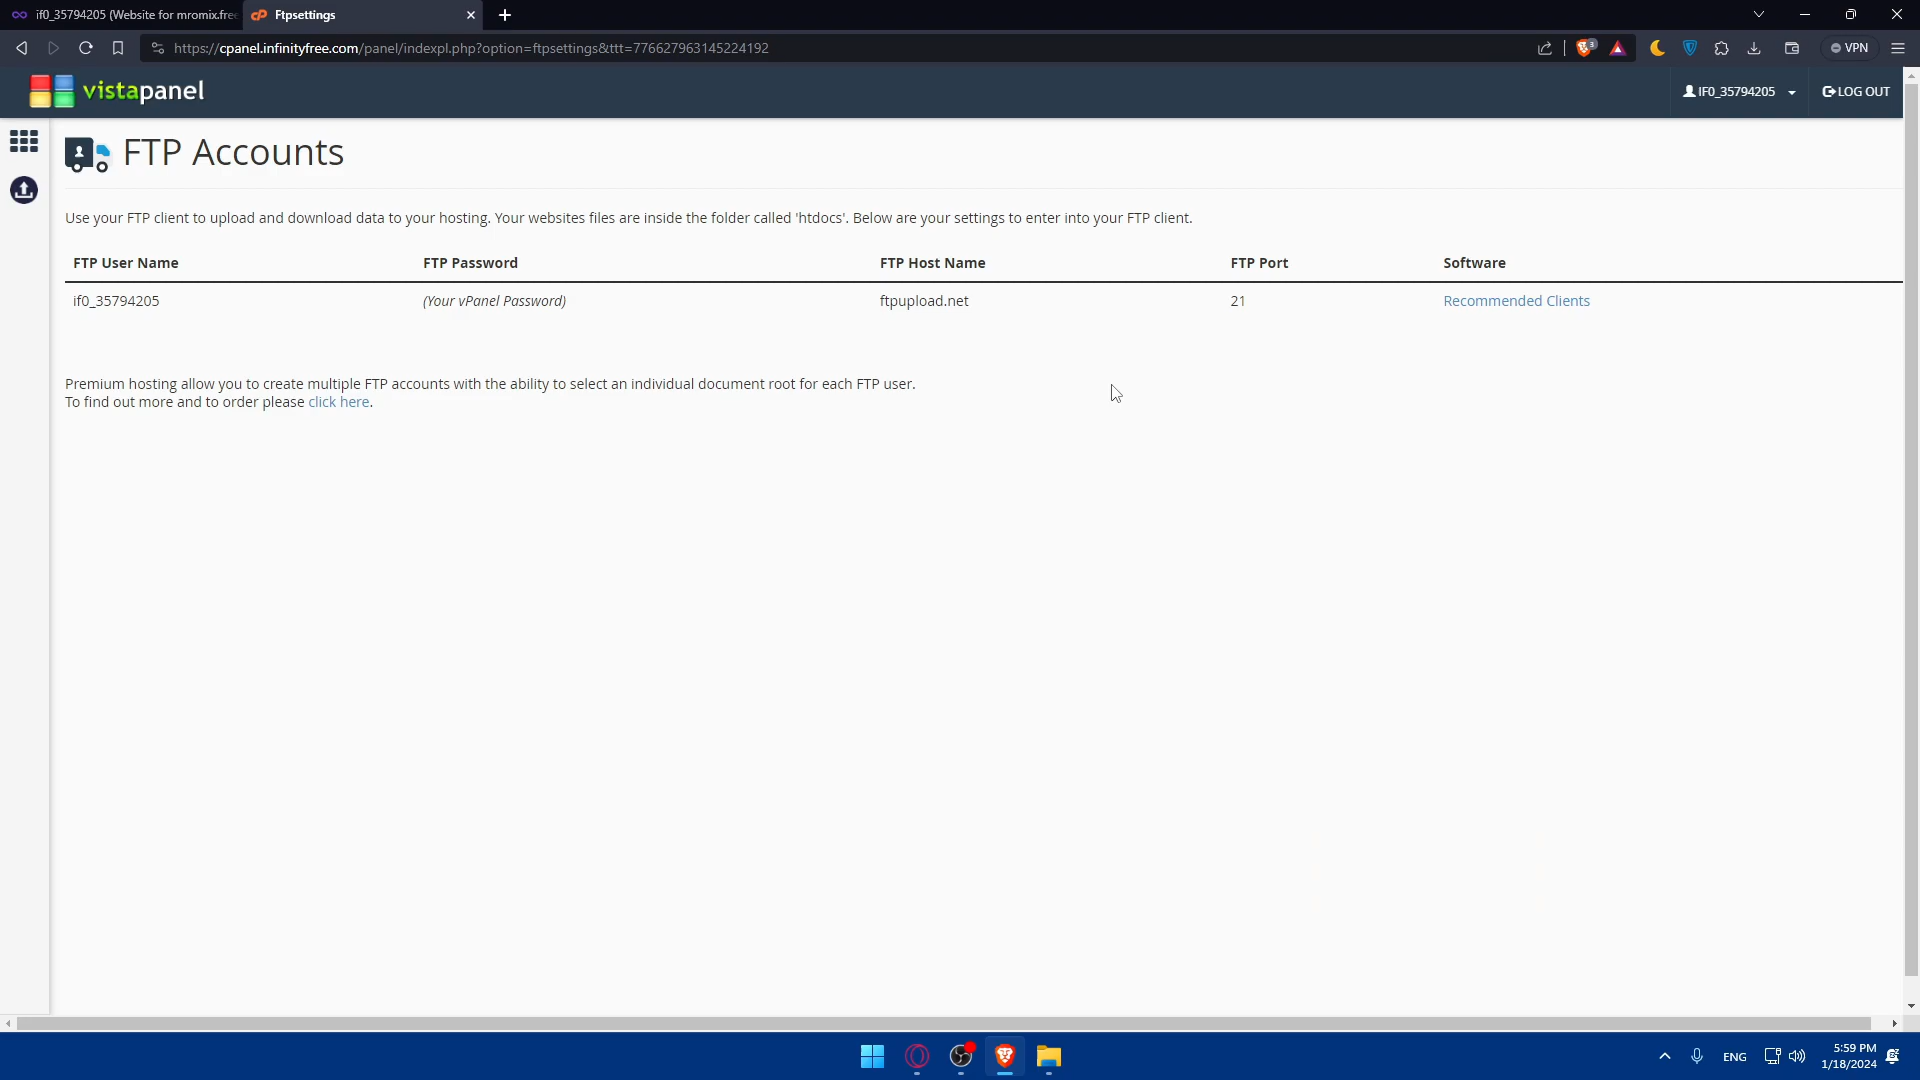 if0_35794205 (Website for mromix.free
Ftpsettings
https://cpanel.infinityfree.com/panel/indexpl.php?option=ftpsettings&ttt=776627963145224192
3
VPN
vistapanel
IF0_35794205
LOG OUT
FTP Accounts
Use your FTP client to upload and download data to your hosting. Your websites files are inside the folder called 'htdocs'. Below are your settings to enter into your FTP client.
FTP User Name FTP Password FTP Host Name FTP Port Software
if0_35794205 (Your vPanel Password) ftpupload.net 21 Recommended Clients
Premium hosting allow you to create multiple FTP accounts with the ability to select an individual document root for each FTP user.
To find out more and to order please click here.
ENG
5:59 PM
1/18/2024